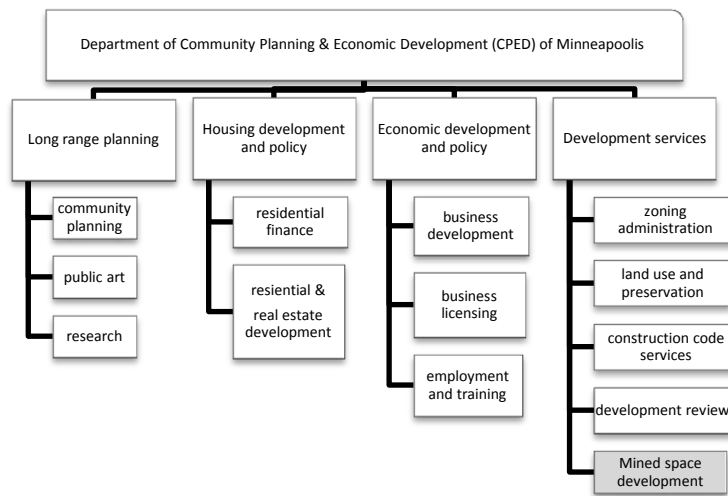 Department of Community Planning & Economic Development (CPED) of Minneapoolis
Long range planning
community
planning
public art
research
Housing development
and policy
residential
finance
resiential &
real estate
development
Economic development
and policy
business
development
business
licensing
employment
and training
Development services
zoning
administration
land use and
preservation
construction code
services
development review
Mined space
development